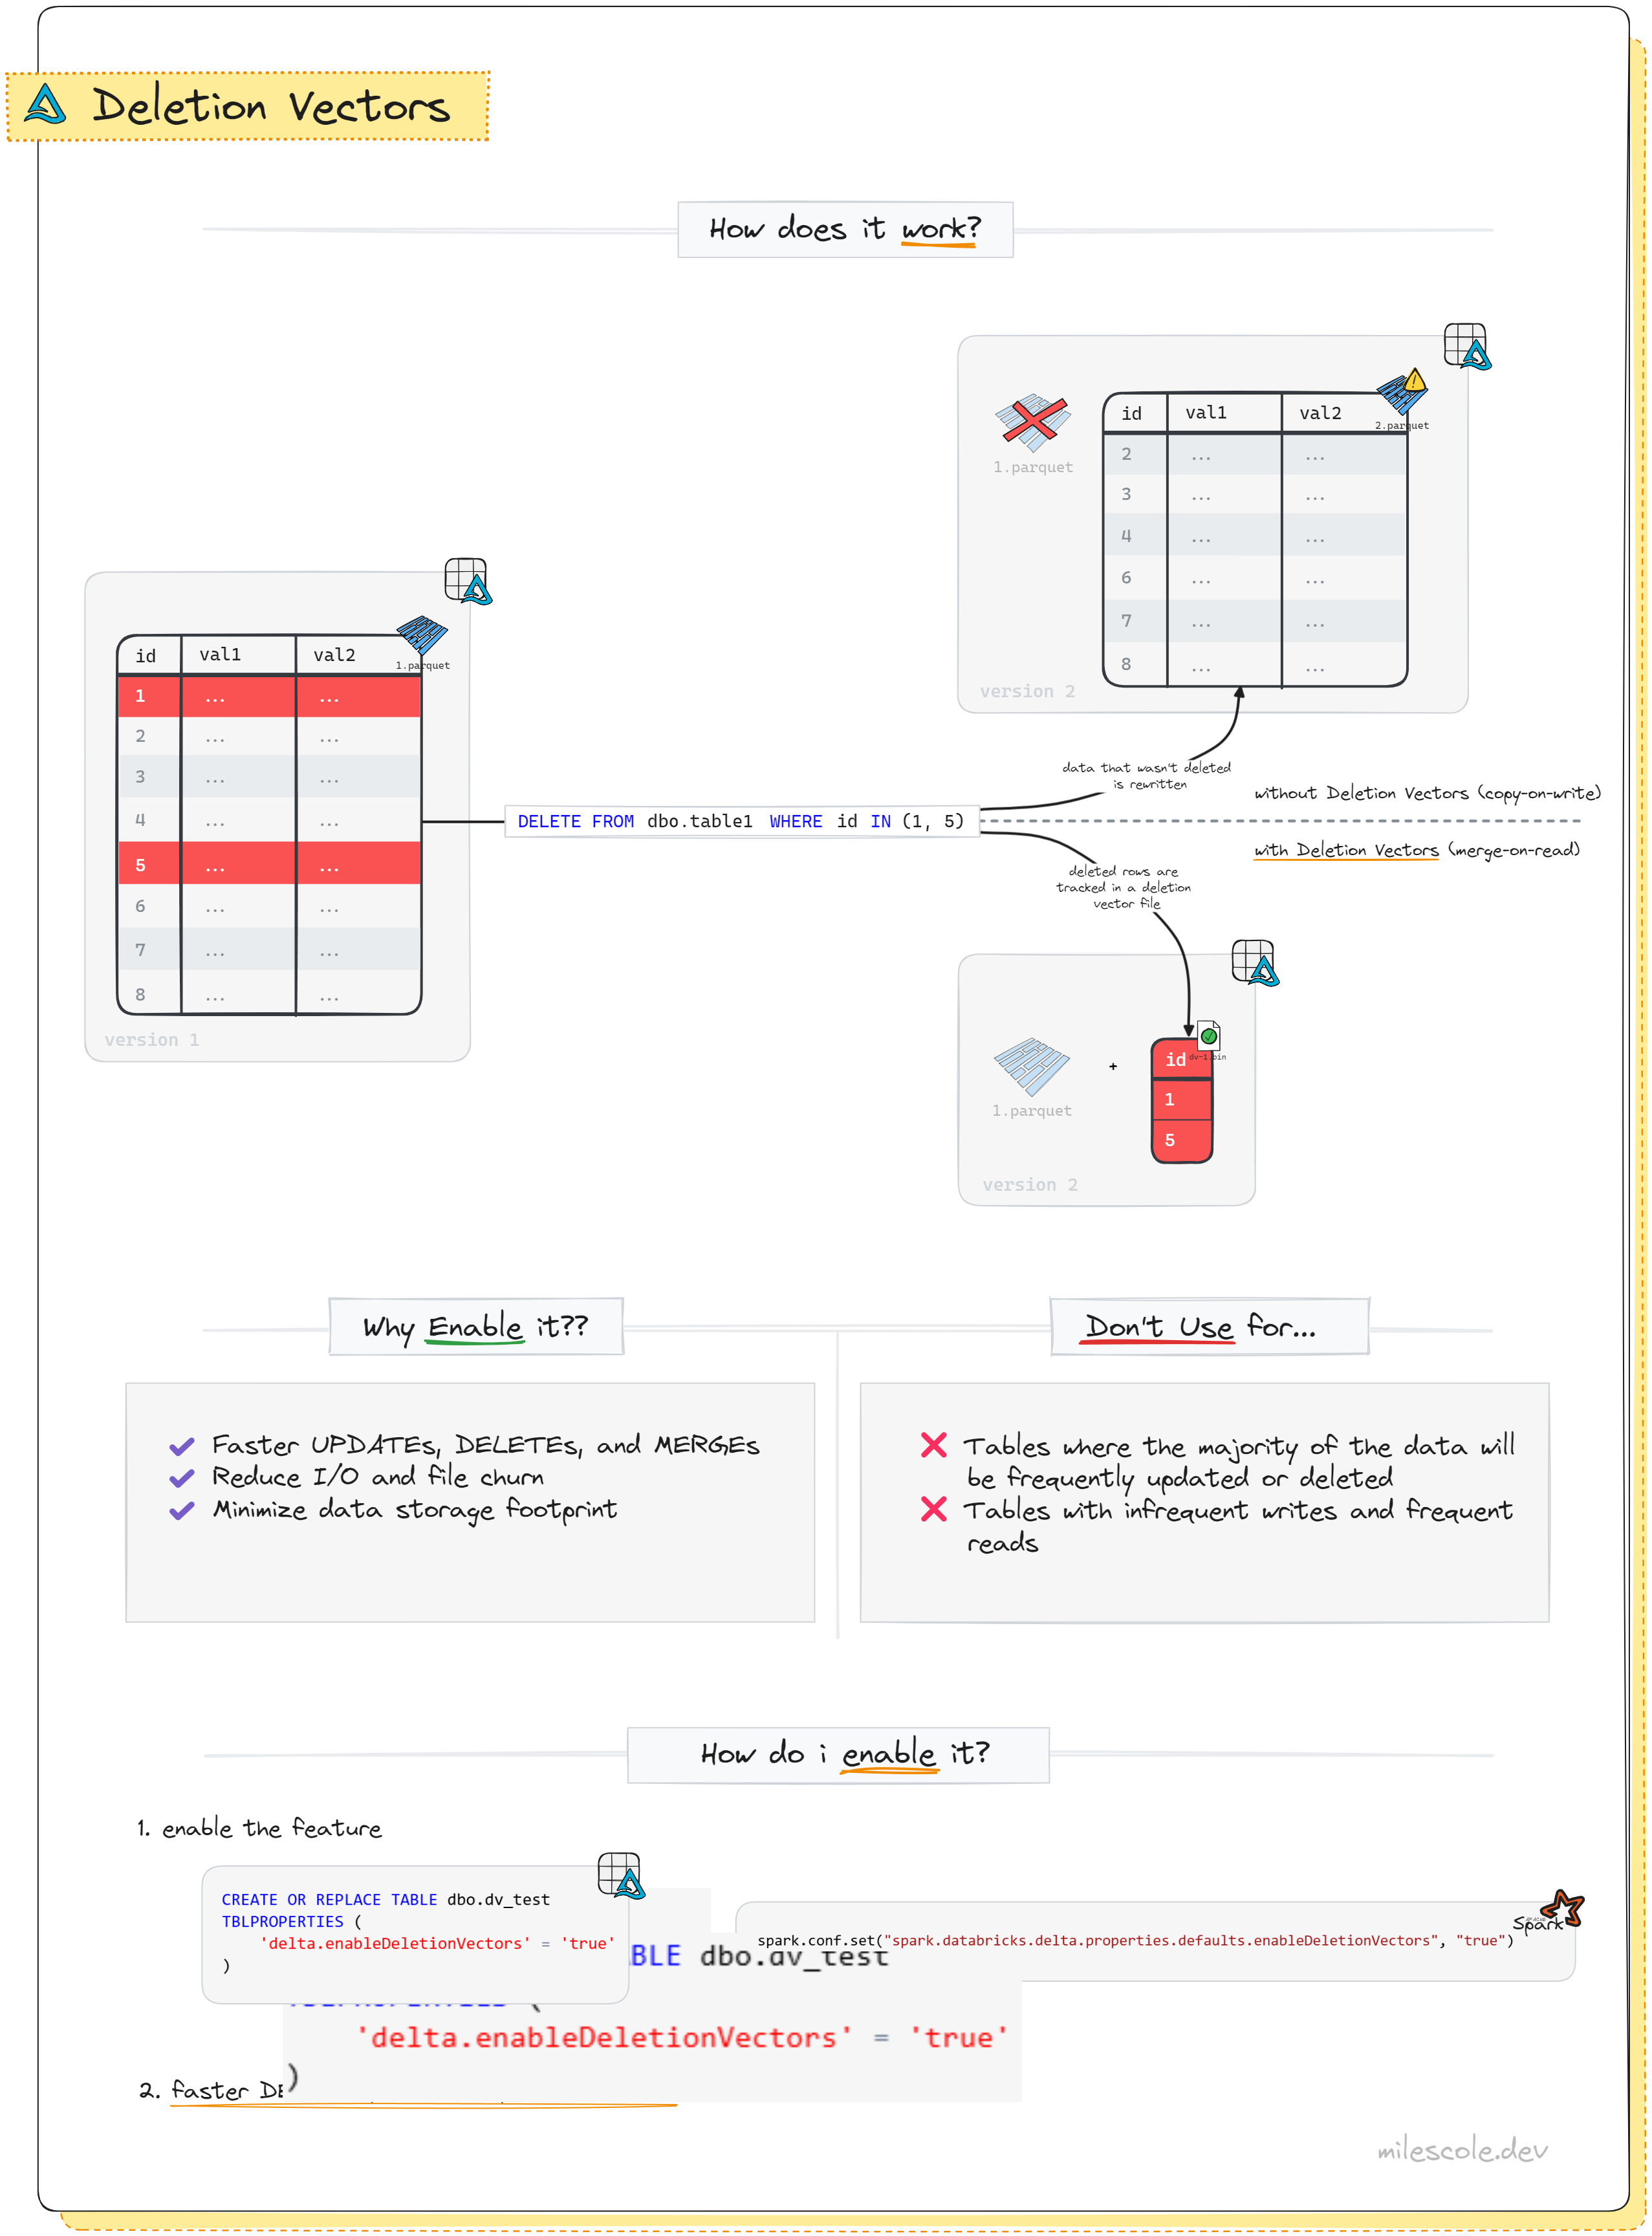 Deletion Vectors
How does it work?
id val1 val2
2.parquet
1.parquet
2 ... ...
3 ... ...
4 ... ...
6 ... ...
7 ... ...
8 ... ...
version 2
id val1 val2
1.parquet
1 ... ...
2 ... ...
3 ... ...
4 ... ...
5 ... ...
6 ... ...
7 ... ...
8 ... ...
version 1
data that wasn't deleted
is rewritten
without Deletion Vectors (copy-on-write)
DELETE FROM dbo.table1 WHERE id IN (1, 5)
with Deletion Vectors (merge-on-read)
deleted rows are
tracked in a deletion
vector file
1.parquet
+
id
dv-1.bin
1
5
version 2
Why Enable it??
Faster UPDATEs, DELETEs, and MERGEs
Reduce I/O and file churn
Minimize data storage footprint
Don't Use for...
Tables where the majority of the data will
be frequently updated or deleted
Tables with infrequent writes and frequent
reads
How do i enable it?
1. enable the feature
CREATE OR REPLACE TABLE dbo.dv_test
TBLPROPERTIES (
'delta.enableDeletionVectors' = 'true'
)
Spark
spark.conf.set("spark.databricks.delta.properties.defaults.enableDeletionVectors", "true")
BLE dbo.dv_test
'delta.enableDeletionVectors' = 'true'
)
2. faster DE
milescole.dev